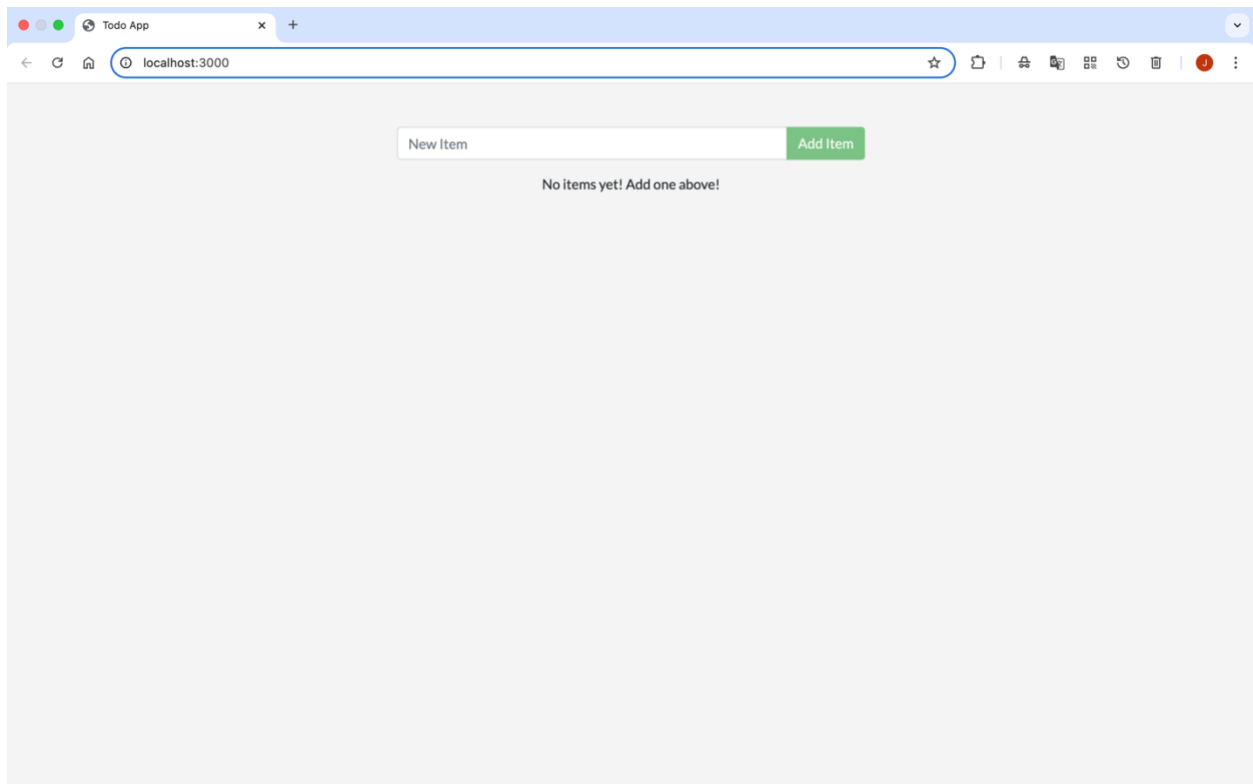 Todo App
localhost:3000
J
New Item
Add Item
No items yet! Add one above!